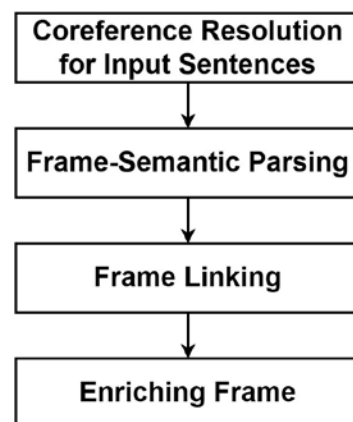 Coreference Resolution
for Input Sentences
Frame-Semantic Parsing
Frame Linking
Enriching Frame